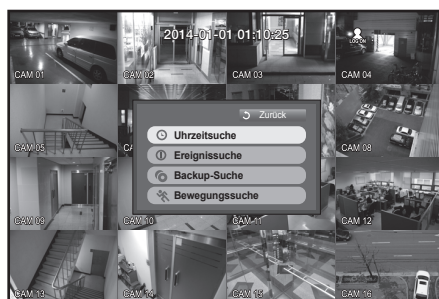 2014-01-01 01:10:25
LOG ON
CAM 01
CAM 02
CAM 03
CAM 04
Zurück
Uhrzeitsuche
Ereignissuche
Backup-Suche
Bewegungssuche
CAM 05
CAM 08
CAM 09
CAM 10
CAM 11
CAM 12
CAM 13
CAM 14
CAM 15
CAM 16